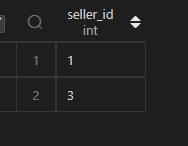 seller_id
int
1 1
2 3